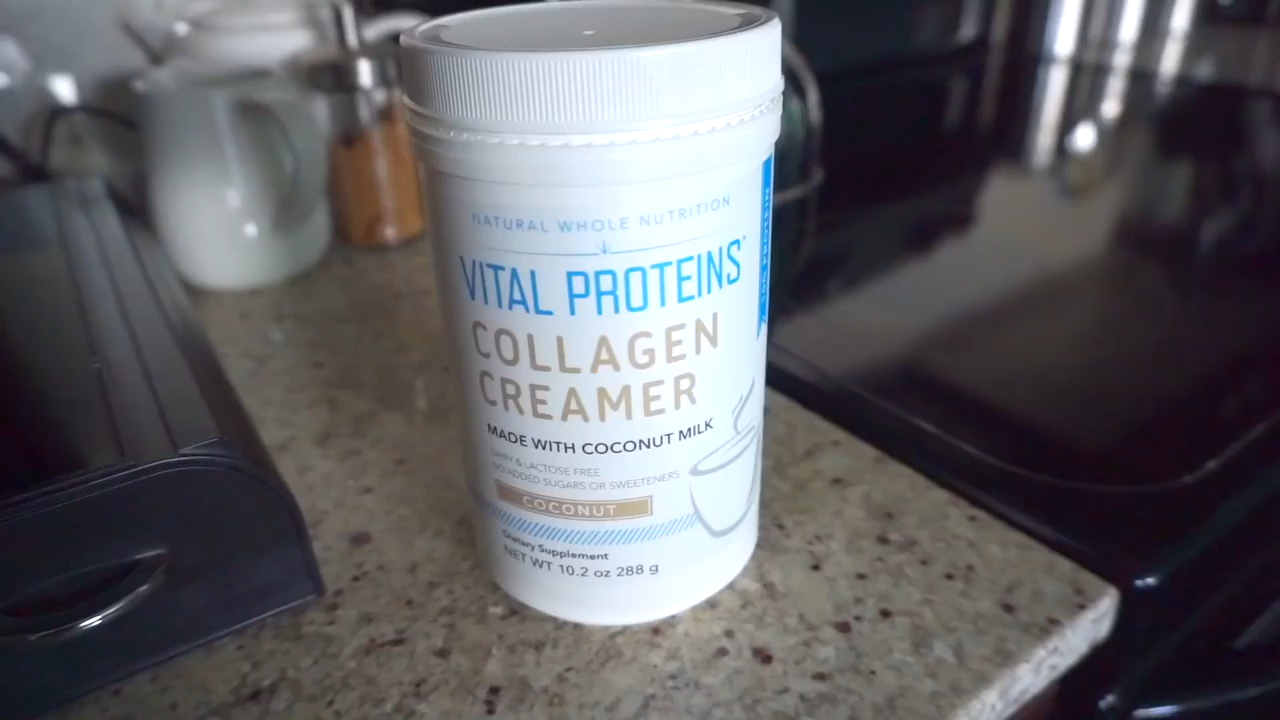 NATURAL WHOLE NUTRITION
VITAL PROTEINS
COLLAGEN
CREAMER
MADE WITH COCONUT MILK
DAIRY & LACTOSE FREE
NO ADDED SUGARS OR SWEETENERS
COCONUT
Dietary Supplement
NET WT 10.2 oz 288 g
PROTEIN